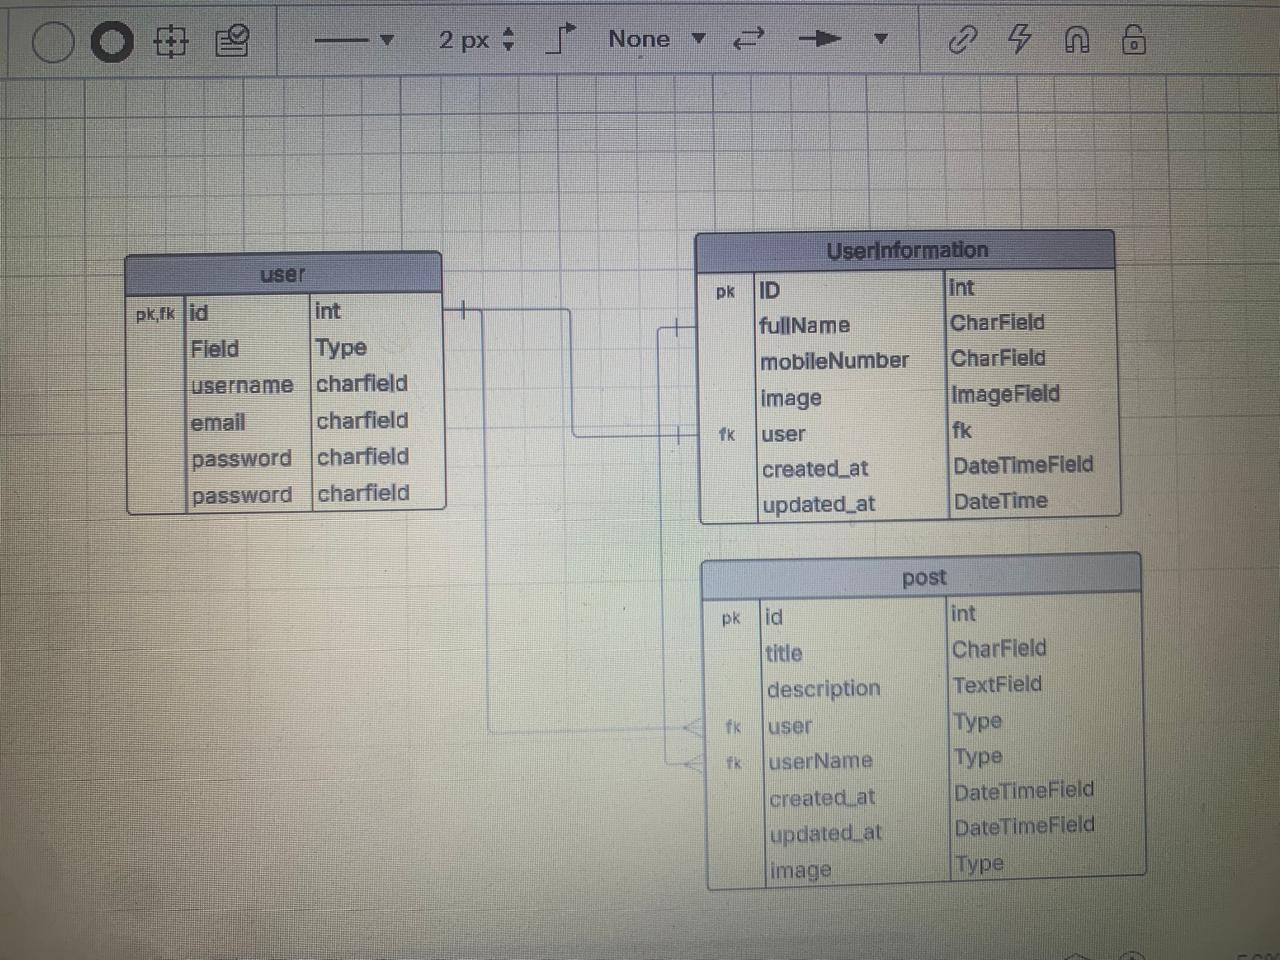 2 px None
user
pk,fk id int
Field Type
username charfield
email charfield
password charfield
password charfield
UserInformation
pk ID int
fullName CharField
mobileNumber CharField
image ImageField
fk user fk
created_at DateTimeField
updated_at DateTime
post
pk id int
title CharField
description TextField
fk user Type
fk userName Type
created_at DateTimeField
updated_at DateTimeField
image Type